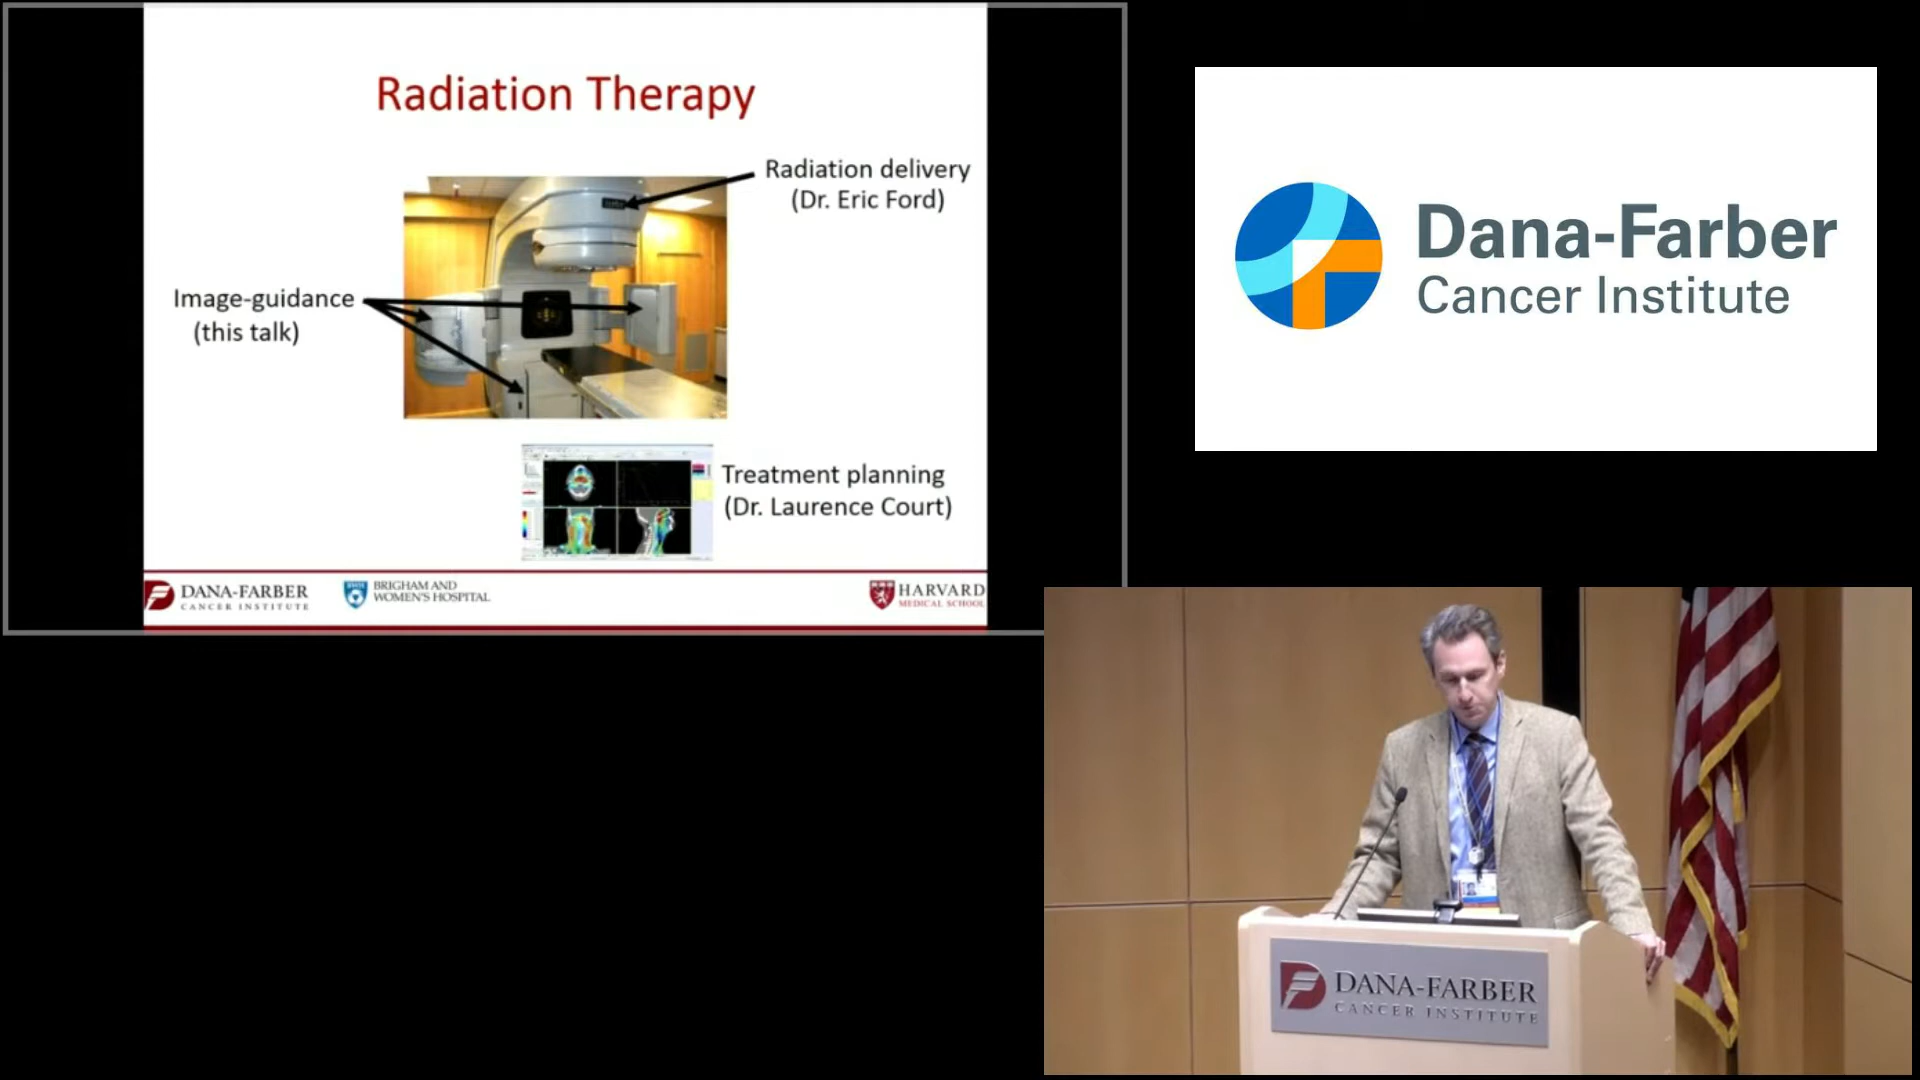 Radiation Therapy
Radiation delivery
(Dr. Eric Ford)
Image-guidance
(this talk)
Treatment planning
(Dr. Laurence Court)
DANA-FARBER
CANCER INSTITUTE
BRIGHAM AND
WOMEN'S HOSPITAL
HARVARD
MEDICAL SCHOOL
Dana-Farber
Cancer Institute
DANA-FARBER
CANCER INSTITUTE